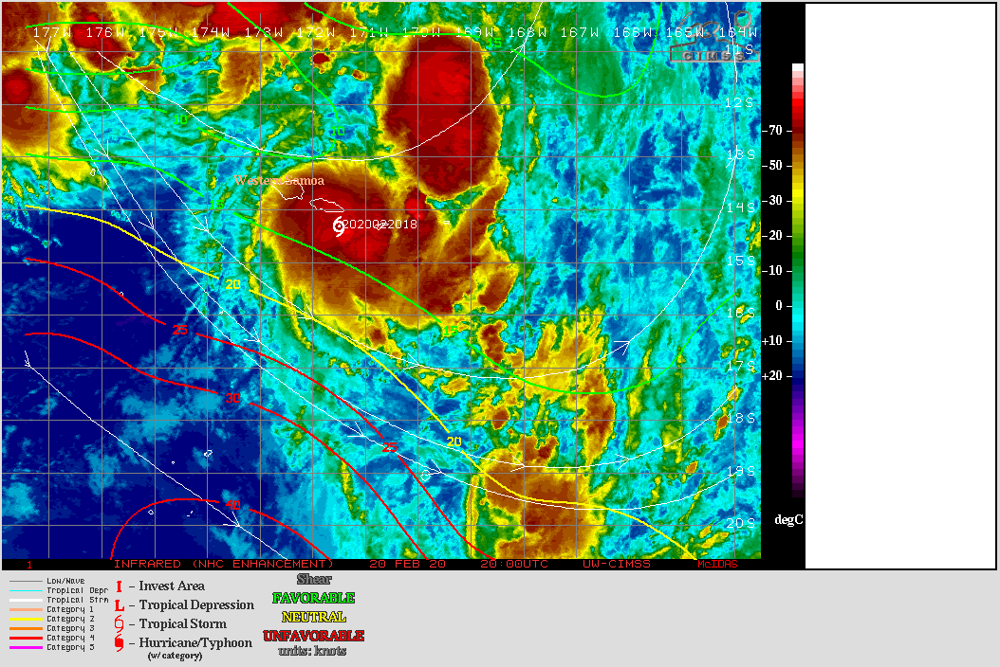 177W 176W 175W 174W 173W 172W 171W 170W 169W 168W 167W 166W 165W 164W
15
11S
CIMSS
12S
10
10
13S
Western Samoa
14S
15
2020022018
15S
20
16S
25
15
17S
18S
20
25
30
19S
40
20S
-70
-50
-30
-20
-10
0
+10
+20
degC
1 INFRARED (NHC ENHANCEMENT) 20 FEB 20 20:00UTC UW-CIMSS McIDAS
Low/Wave
Tropical Depr
Tropical Strm
Category 1
Category 2
Category 3
Category 4
Category 5
I - Invest Area
L - Tropical Depression
- Tropical Storm
- Hurricane/Typhoon
(w/ category)
Shear
FAVORABLE
NEUTRAL
UNFAVORABLE
units: knots